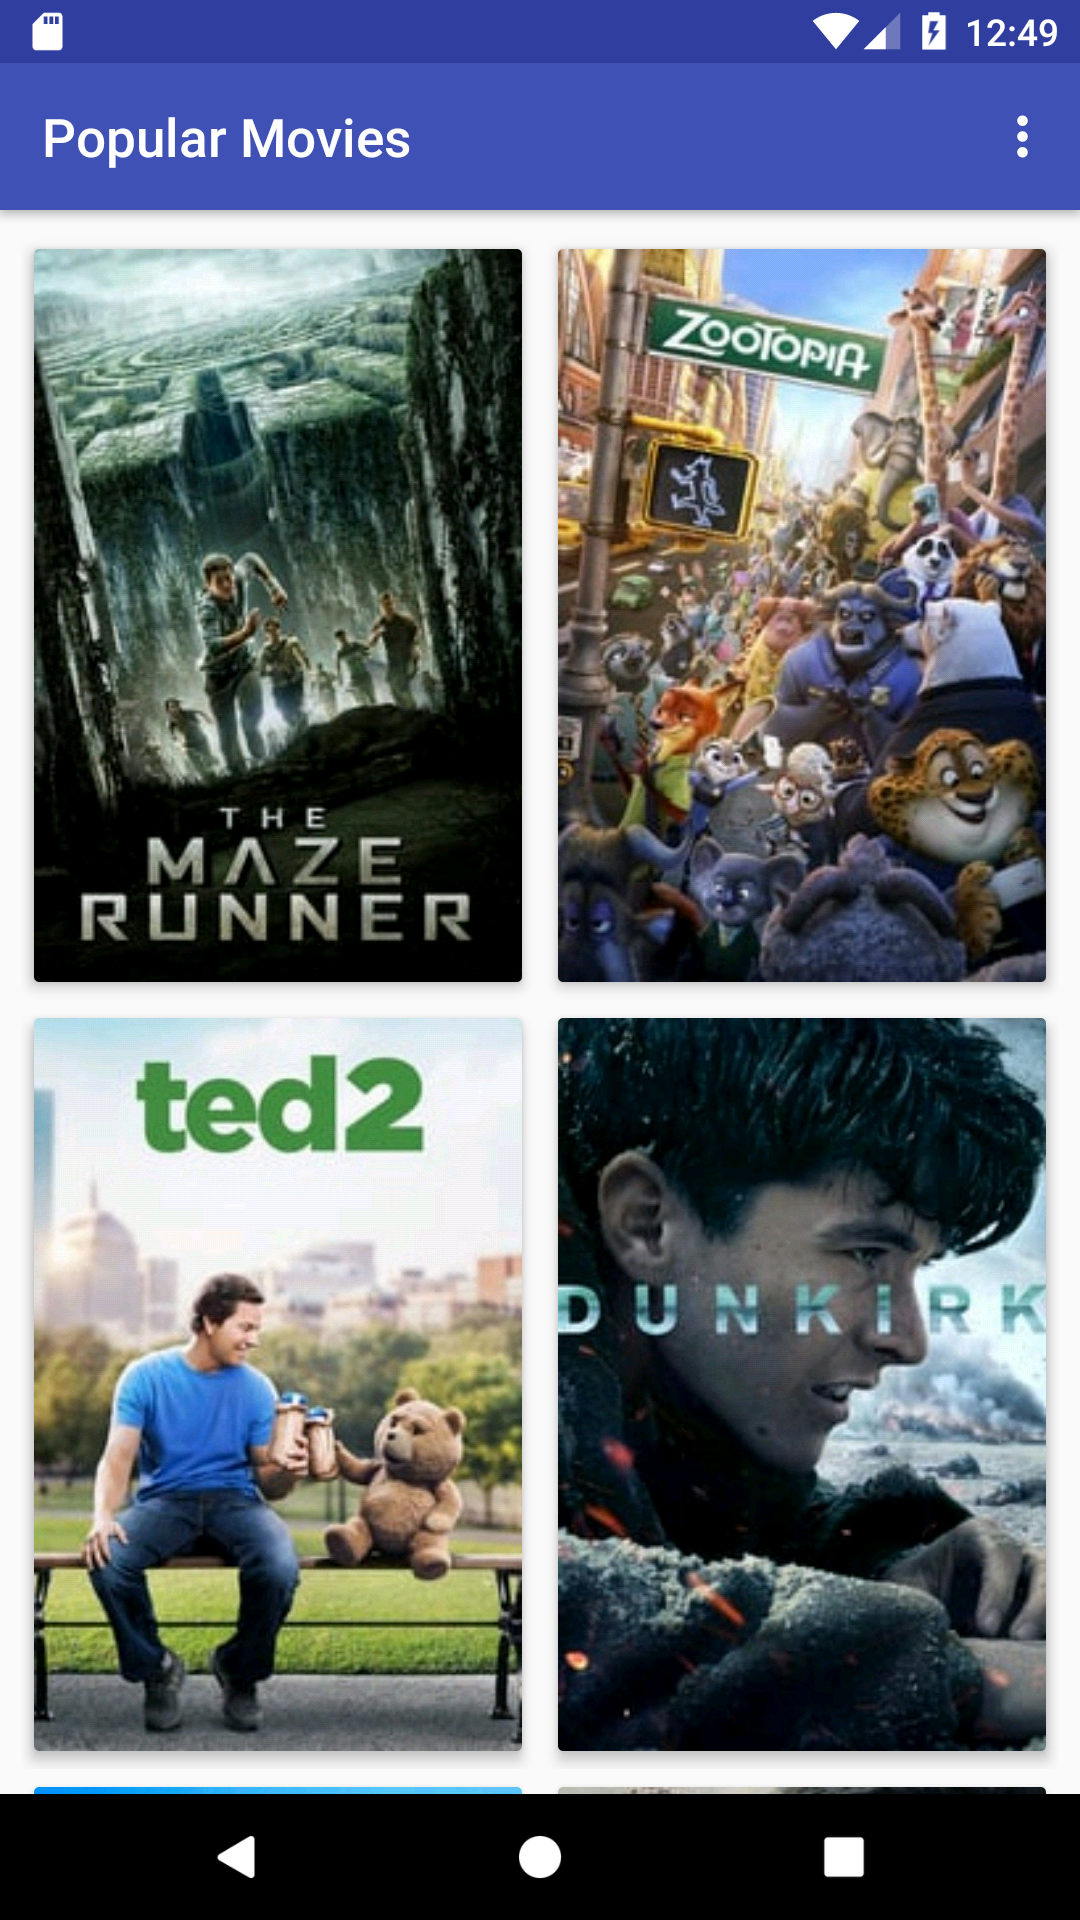 12:49
Popular Movies
THE
MAZE
RUNNER
ZOOTOPIA
ted2
DUNKIRK